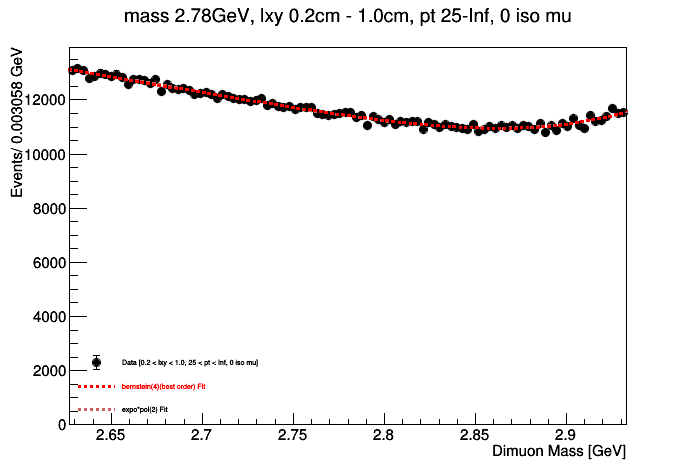 mass 2.78GeV, lxy 0.2cm - 1.0cm, pt 25-Inf, 0 iso mu
Events/ 0.003058 GeV
12000
10000
8000
6000
4000
2000
0
Data [0.2 < lxy < 1.0, 25 < pt < Inf, 0 iso mu]
bernstein(4)(best order) Fit
expo*pol(2) Fit
2.65 2.7 2.75 2.8 2.85 2.9
Dimuon Mass [GeV]